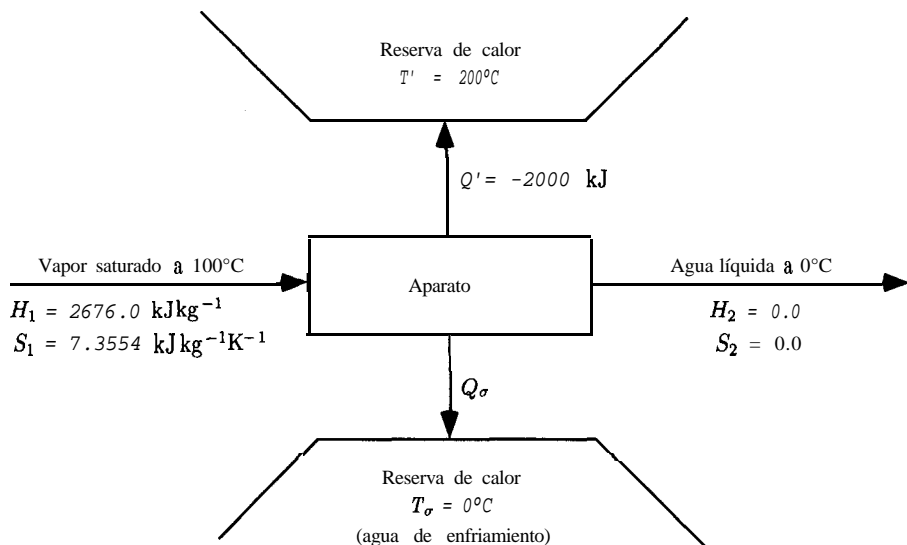 Reserva de calor
T' = 200°C
Q' = -2000 kJ
Vapor saturado a 100°C
H₁ = 2676.0 kJkg⁻¹
S₁ = 7.3554 kJkg⁻¹K⁻¹
Aparato
Agua líquida a 0°C
H₂ = 0.0
S₂ = 0.0
Qσ
Reserva de calor
Tσ = 0°C
(agua de enfriamiento)